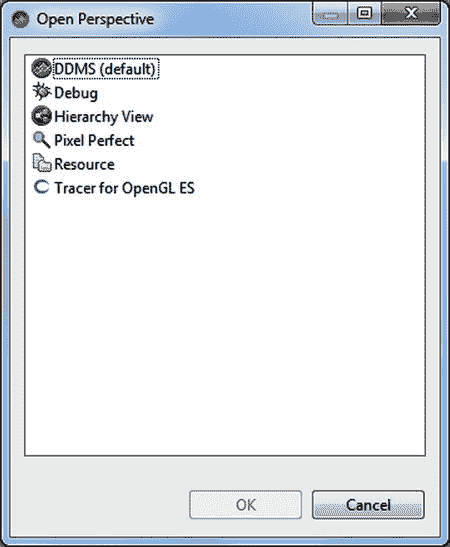 Open Perspective
DDMS (default)
Debug
Hierarchy View
Pixel Perfect
Resource
Tracer for OpenGL ES
OK
Cancel